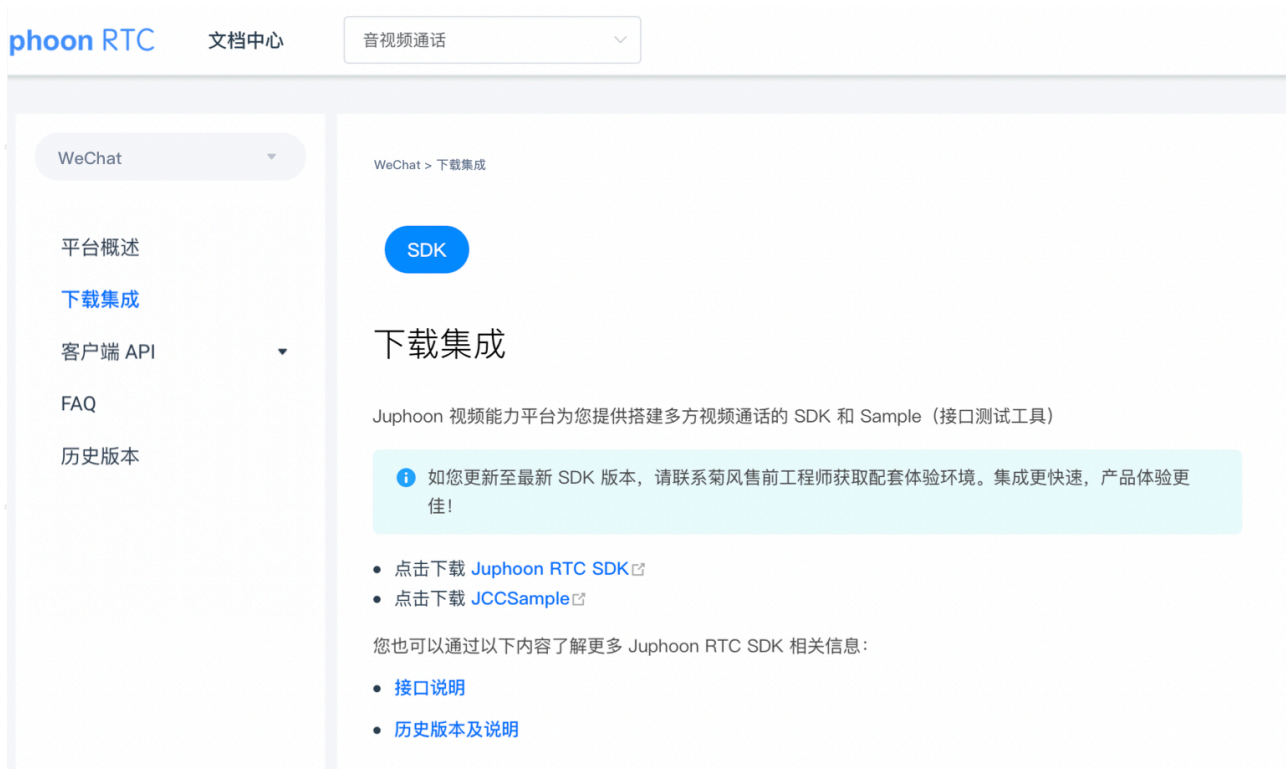 phoon RTC
文档中心
音视频通话
WeChat
平台概述
下载集成
客户端 API
FAQ
历史版本
WeChat > 下载集成
SDK
下载集成
Juphoon 视频能力平台为您提供搭建多方视频通话的 SDK 和 Sample（接口测试工具）
如您更新至最新 SDK 版本，请联系菊风售前工程师获取配套体验环境。集成更快速，产品体验更
佳！
点击下载 Juphoon RTC SDK
点击下载 JCCSample
您也可以通过以下内容了解更多 Juphoon RTC SDK 相关信息：
接口说明
历史版本及说明